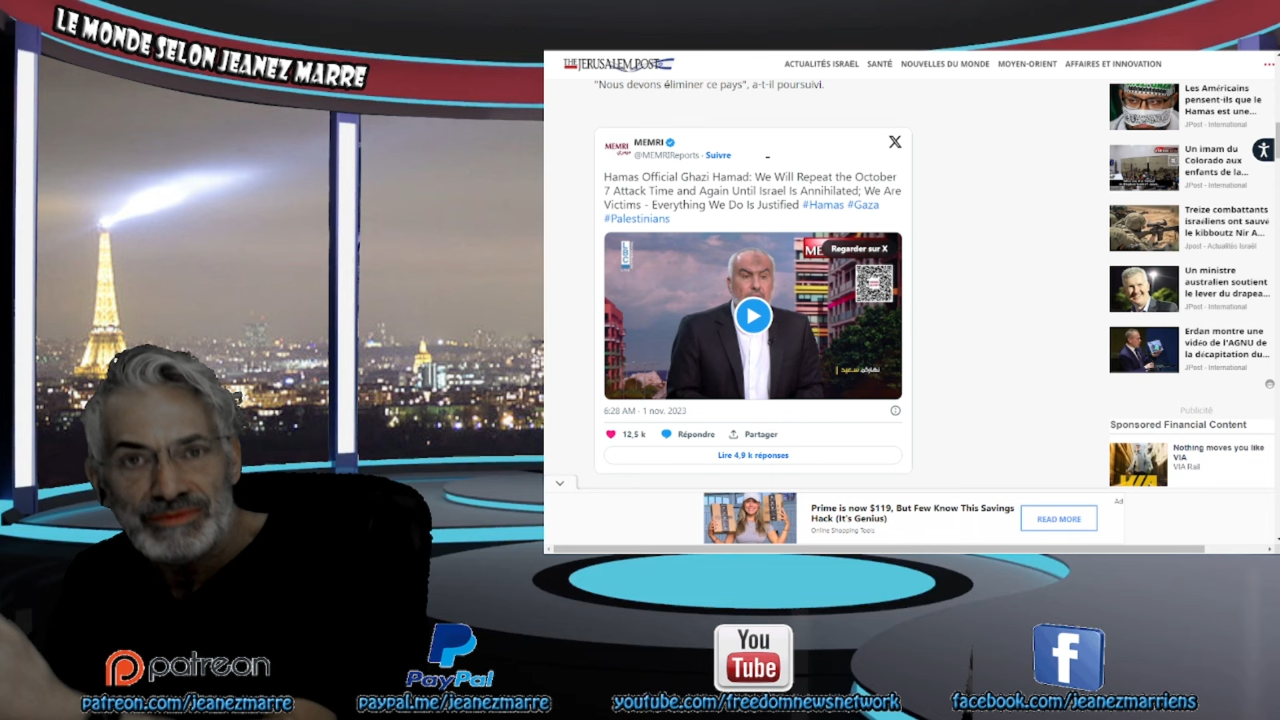 LE MONDE SELON JEANEZ MARRE
THE JERUSALEM POST
ACTUALITÉS ISRAËL SANTÉ NOUVELLES DU MONDE MOYEN-ORIENT AFFAIRES ET INNOVATION
"Nous devons éliminer ce pays", a-t-il poursuivi.
MEMRI
MEMRI
@MEMRIReports · Suivre
X
Hamas Official Ghazi Hamad: We Will Repeat the October
7 Attack Time and Again Until Israel Is Annihilated; We Are
Victims - Everything We Do Is Justified #Hamas #Gaza
#Palestinians
ME
Regarder sur X
6:28 AM · 1 nov. 2023
12,5 k Répondre Partager
Lire 4,9 k réponses
Les Américains
pensent-ils que le
Hamas est une...
JPost - International
Un imam du
Colorado aux
enfants de la...
JPost - International
Treize combattants
israéliens ont sauvé
le kibboutz Nir A...
Jpost - Actualités Israël
Un ministre
australien soutient
le lever du drapea...
JPost - International
Erdan montre une
vidéo de l'AGNU de
la décapitation du...
JPost - International
Publicité
Sponsored Financial Content
Nothing moves you like
VIA
VIA Rail
Prime is now $119, But Few Know This Savings
Hack (It's Genius)
Online Shopping Tools
READ MORE
Ad
patreon
patreon.com/jeanezmarre
PayPal
paypal.me/jeanezmarre
You
Tube
youtube.com/freedomnewsnetwork
f
facebook.com/jeanezmarriens